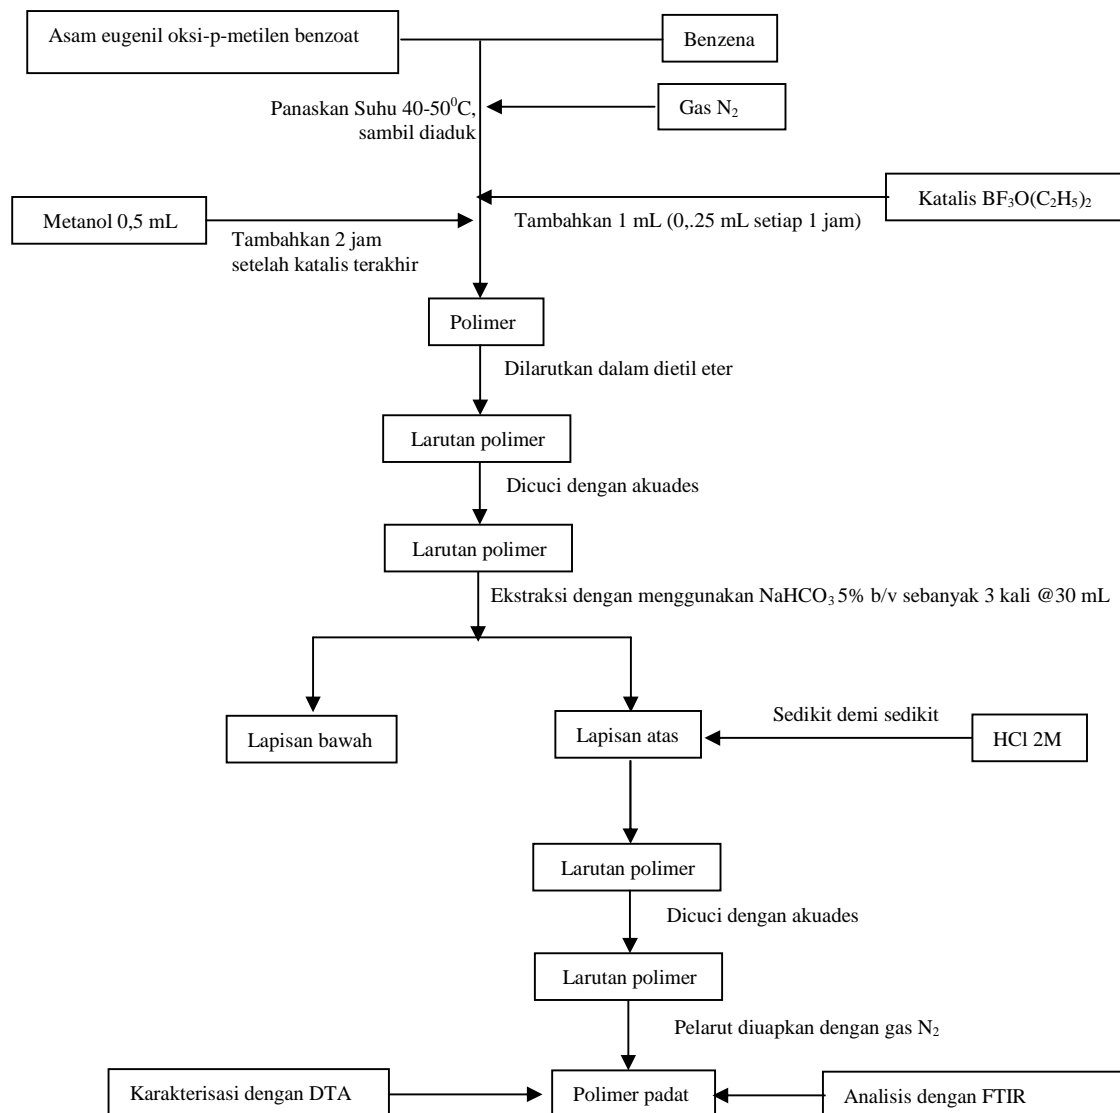 Asam eugenil oksi-p-metilen benzoat
Benzena
Panaskan Suhu 40-50⁰C,
sambil diaduk
Gas N₂
Metanol 0,5 mL
Katalis BF₃O(C₂H₅)₂
Tambahkan 1 mL (0,.25 mL setiap 1 jam)
Tambahkan 2 jam
setelah katalis terakhir
Polimer
Dilarutkan dalam dietil eter
Larutan polimer
Dicuci dengan akuades
Larutan polimer
Ekstraksi dengan menggunakan NaHCO₃ 5% b/v sebanyak 3 kali @30 mL
Lapisan bawah
Lapisan atas
Sedikit demi sedikit
HCl 2M
Larutan polimer
Dicuci dengan akuades
Larutan polimer
Pelarut diuapkan dengan gas N₂
Karakterisasi dengan DTA
Polimer padat
Analisis dengan FTIR